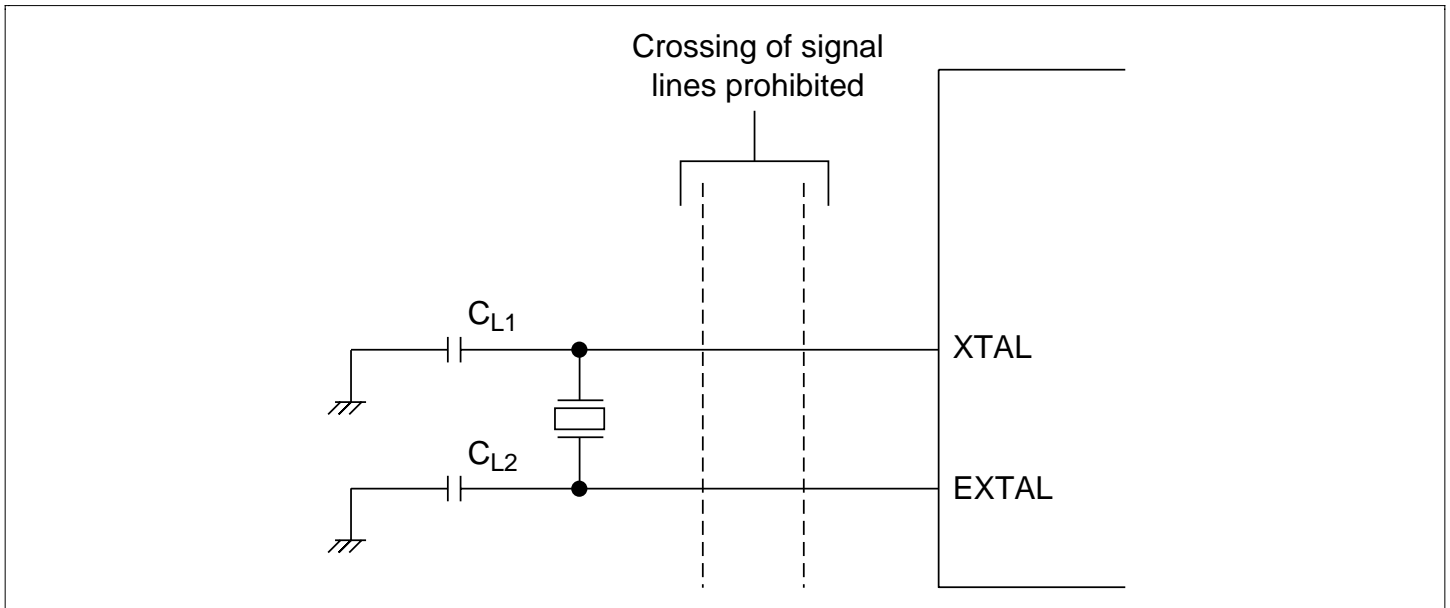 Crossing of signal
lines prohibited
CL1
XTAL
CL2
EXTAL